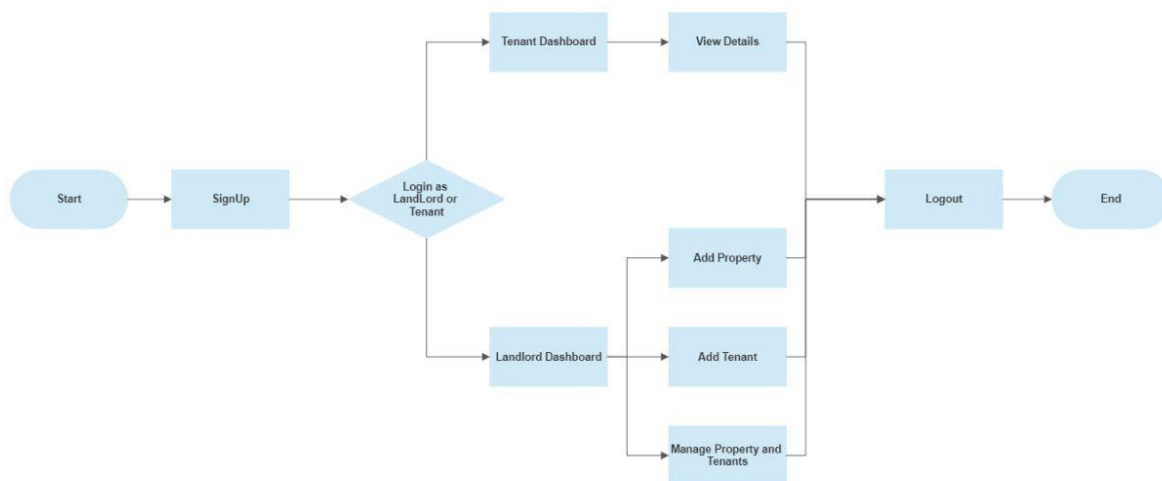 Tenant Dashboard
View Details
Start
SignUp
Login as
LandLord or
Tenant
Logout
End
Add Property
Landlord Dashboard
Add Tenant
Manage Property and
Tenants